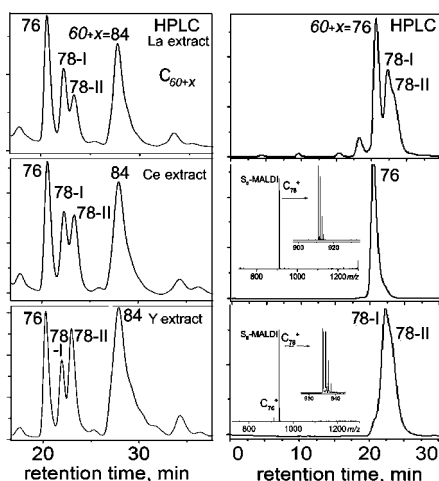 76
60+x=84
HPLC
La extract
78-I
78-II
C60+x
76
Ce extract
78-I
78-II
84
76
84
Y extract
78
-I
78-II
20 30
retention time, min
60+x=76
HPLC
78-I
78-II
76
S8-MALDI
900 920
800 1000 1200 m/z
78-I
78-II
S8-MALDI
C76+
940
1000 1200 m/z
0 10 20 30
retention time, min